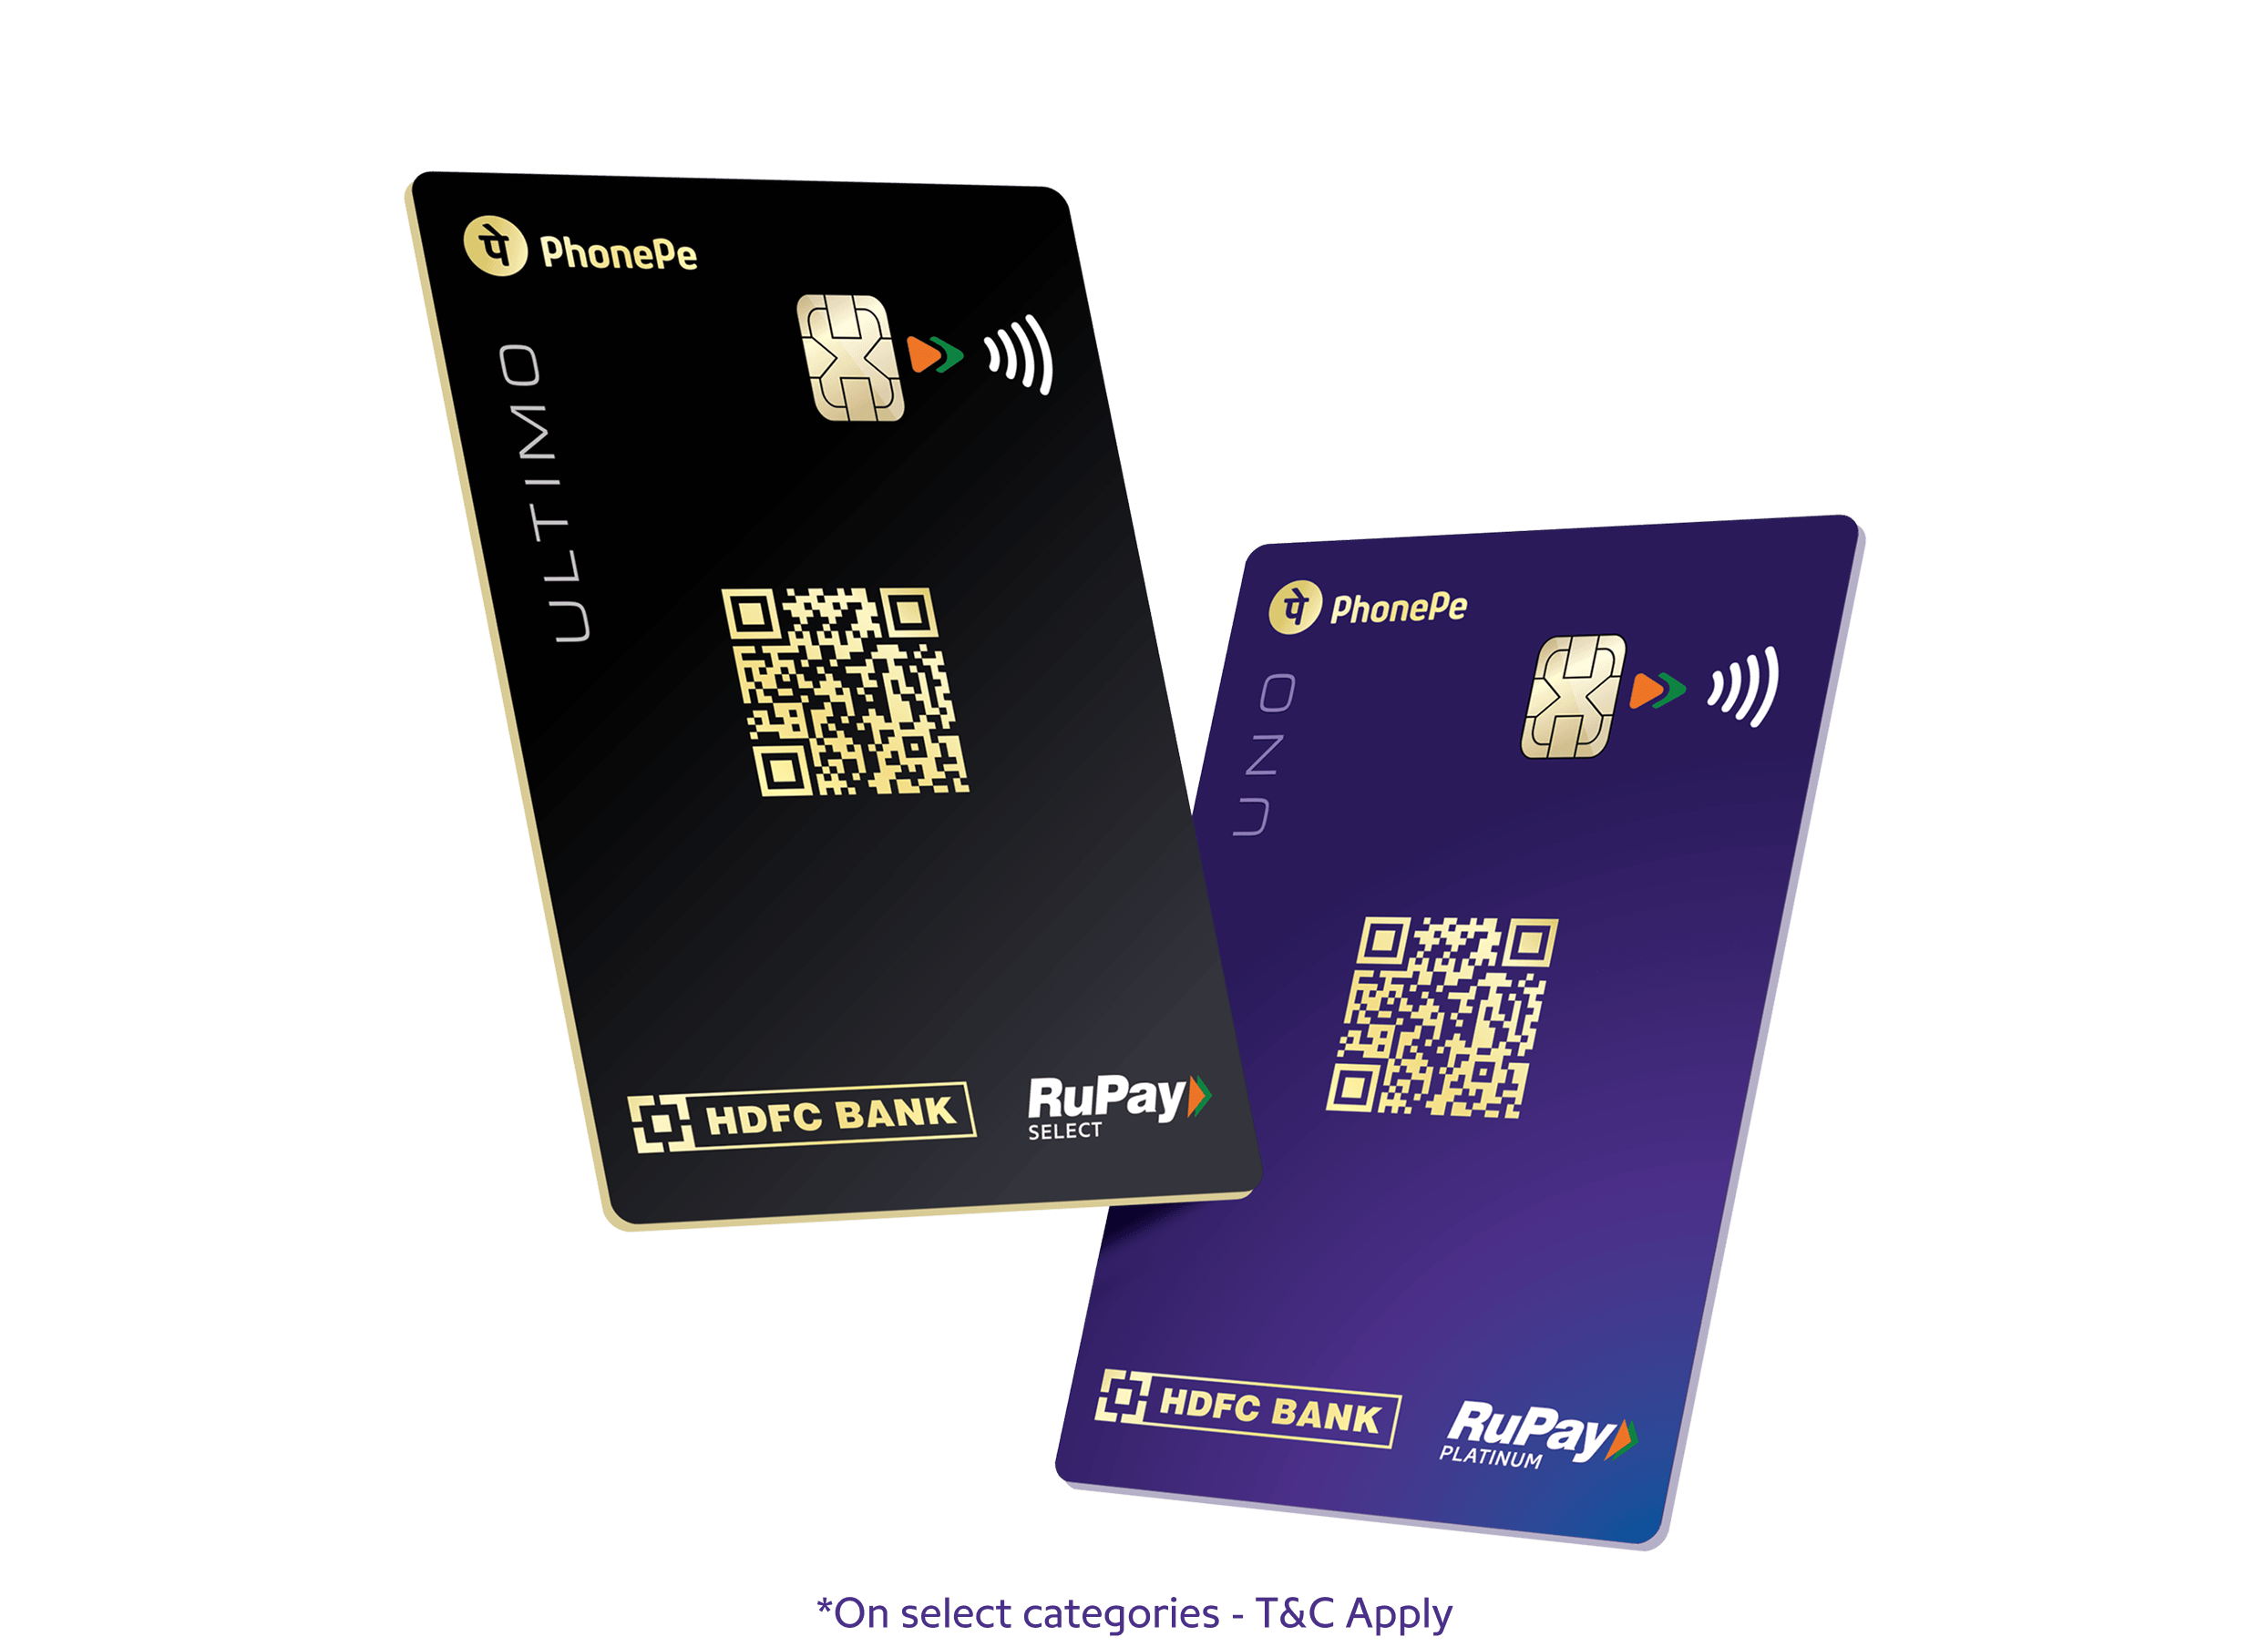 पे PhonePe
ULTIMO
HDFC BANK
RuPay
SELECT
पे PhonePe
UNO
HDFC BANK
RuPay
PLATINUM
*On select categories - T&C Apply